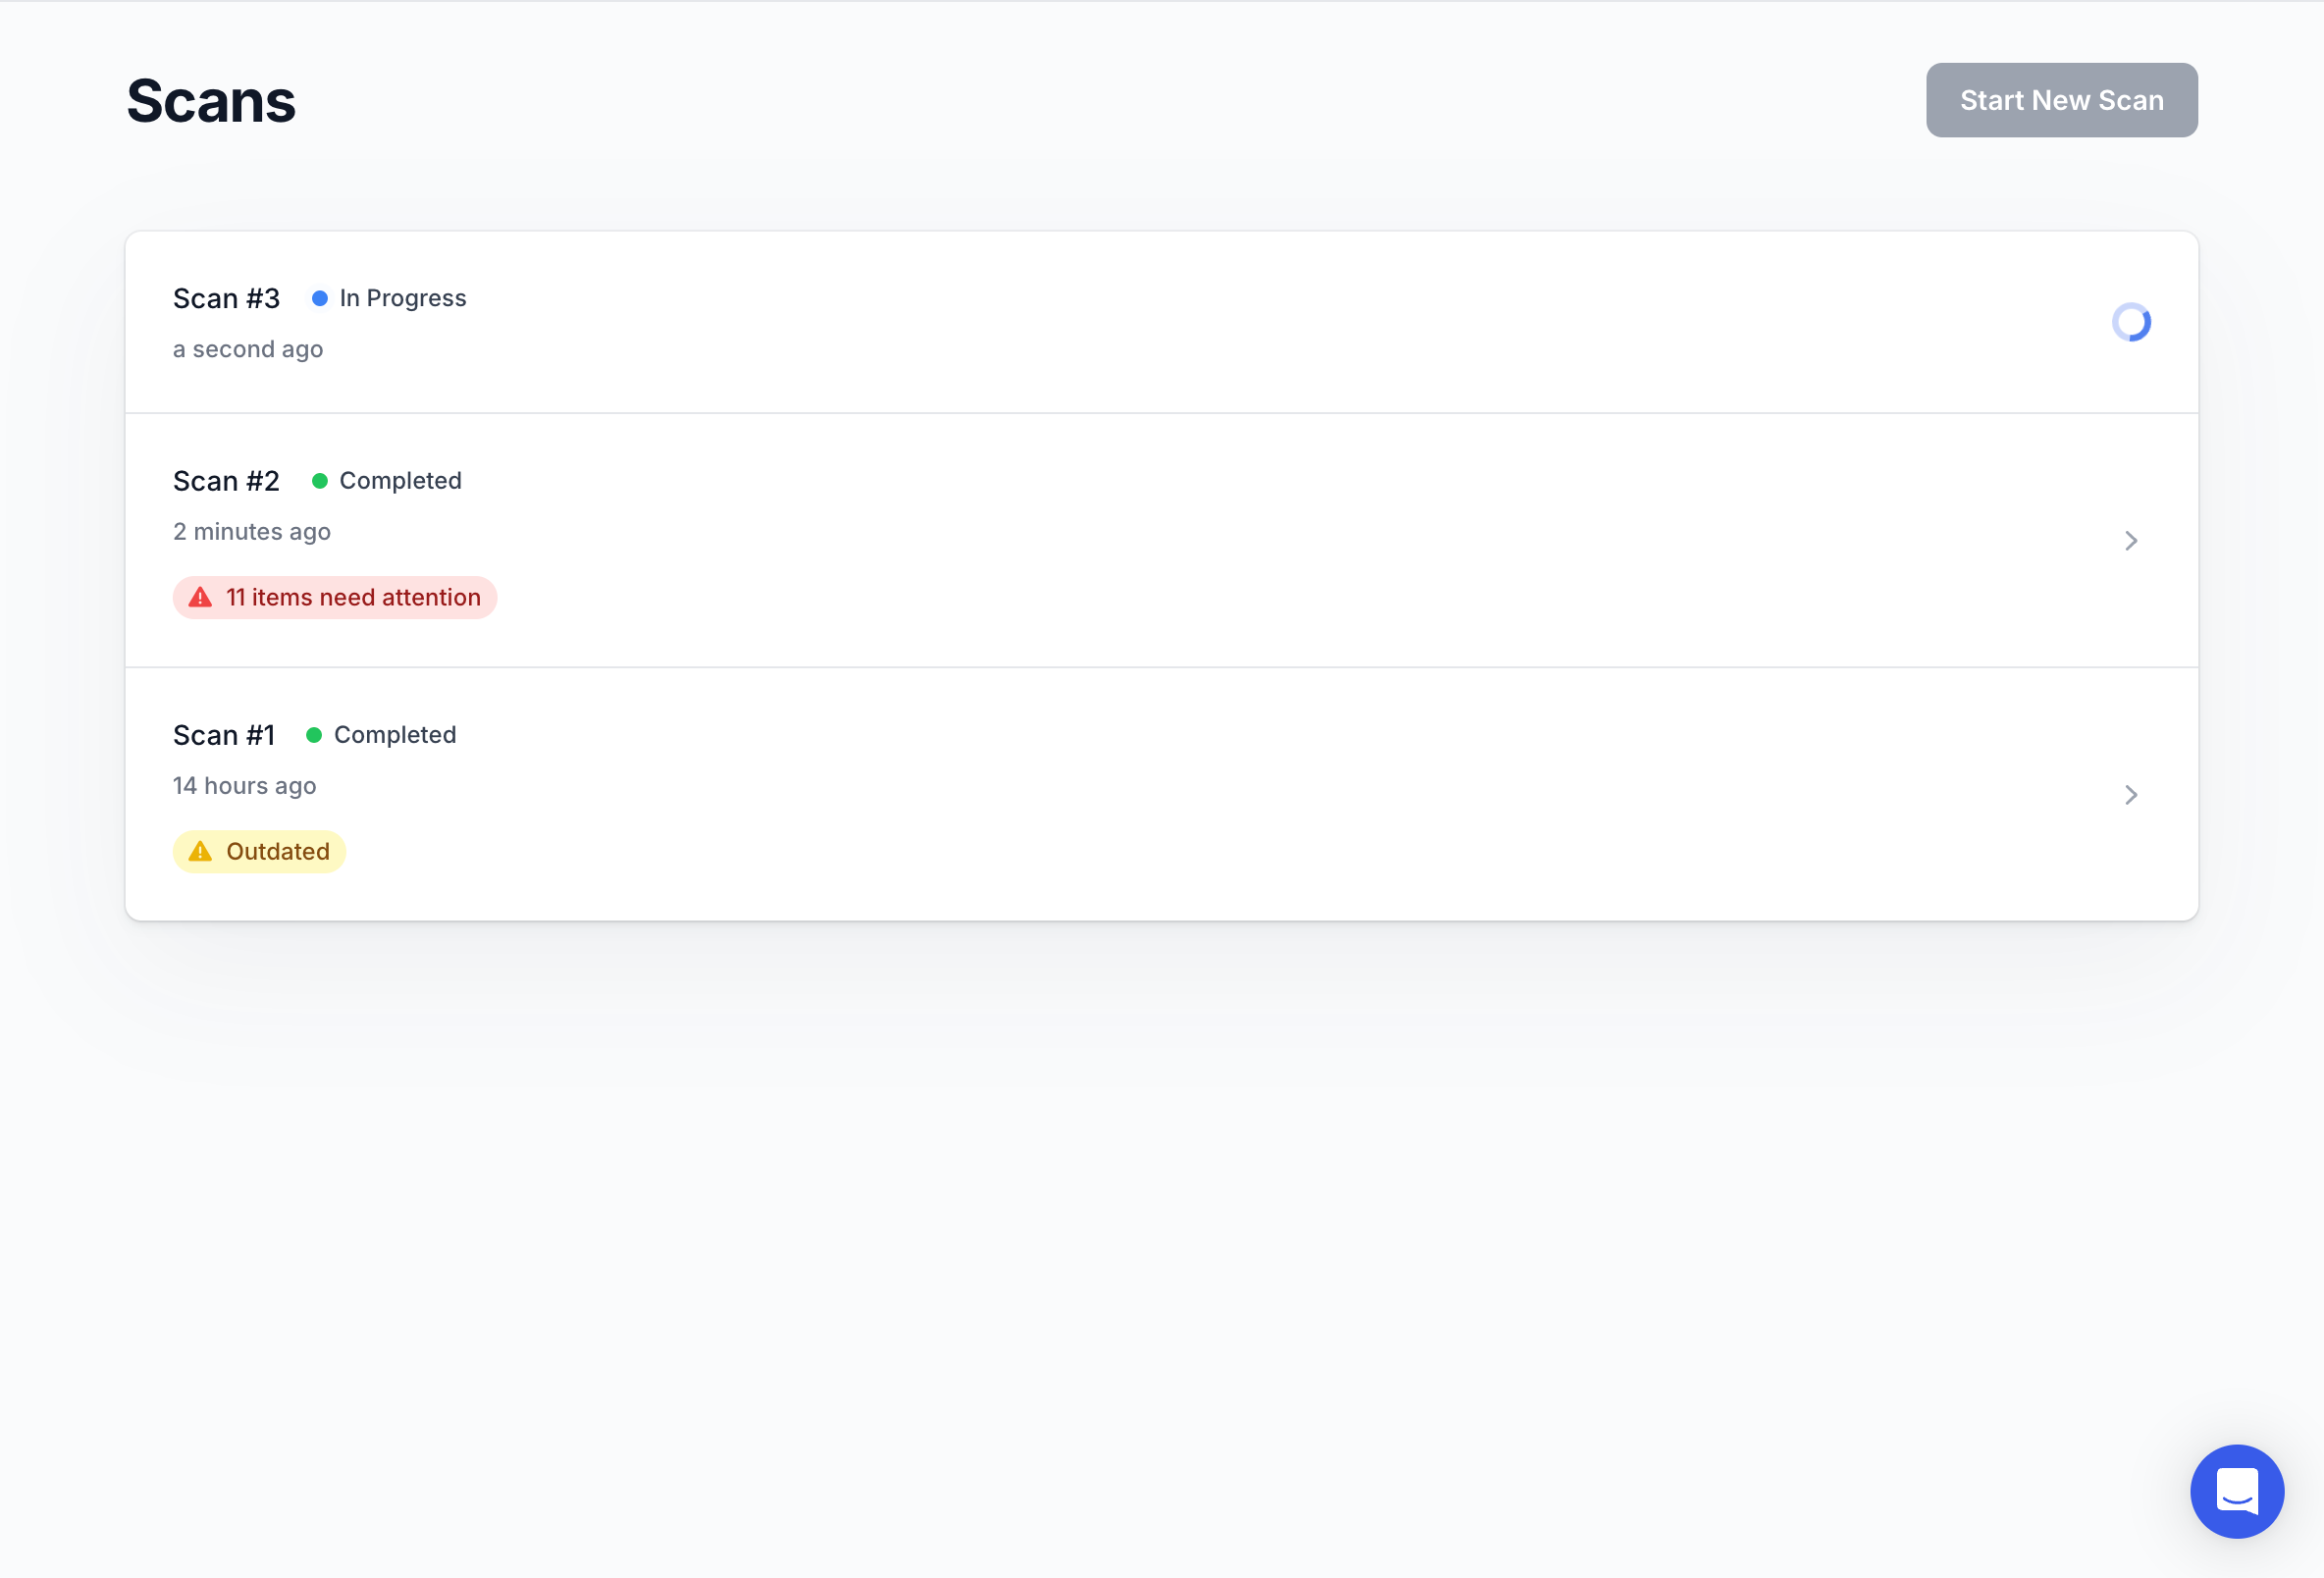 Scans
Start New Scan
Scan #3 In Progress
a second ago
Scan #2 Completed
2 minutes ago
11 items need attention
Scan #1 Completed
14 hours ago
Outdated